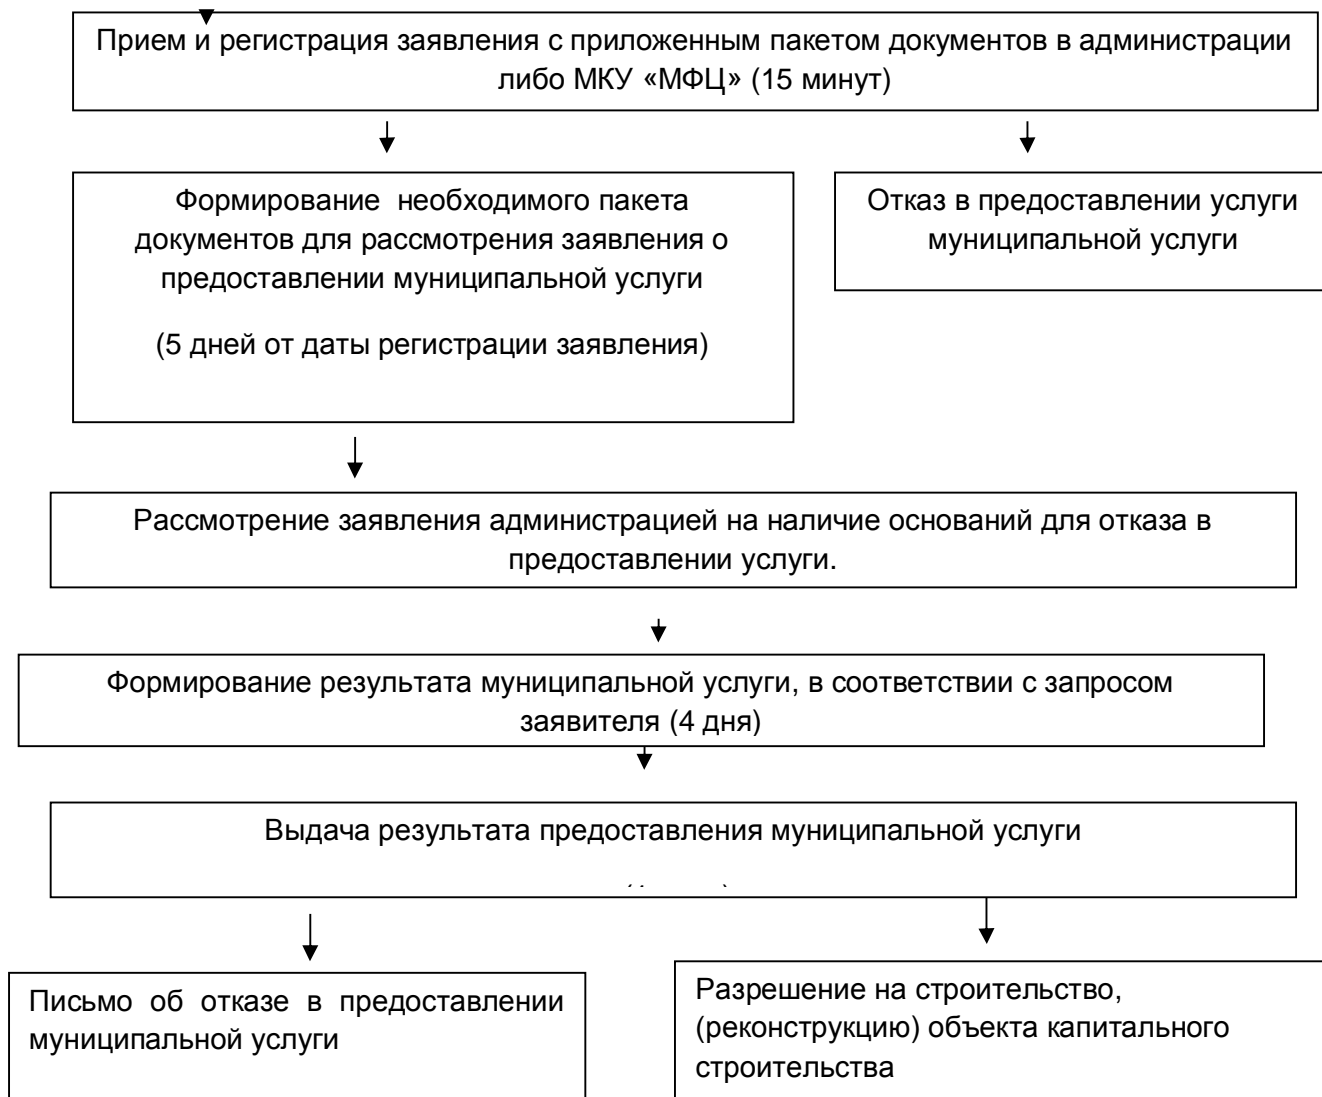 Прием и регистрация заявления с приложенным пакетом документов в администрации
либо МКУ «МФЦ» (15 минут)
Формирование необходимого пакета
документов для рассмотрения заявления о
предоставлении муниципальной услуги
(5 дней от даты регистрации заявления)
Отказ в предоставлении услуги
муниципальной услуги
Рассмотрение заявления администрацией на наличие оснований для отказа в
предоставлении услуги.
Формирование результата муниципальной услуги, в соответствии с запросом
заявителя (4 дня)
Выдача результата предоставления муниципальной услуги
Письмо об отказе в предоставлении
муниципальной услуги
Разрешение на строительство,
(реконструкцию) объекта капитального
строительства